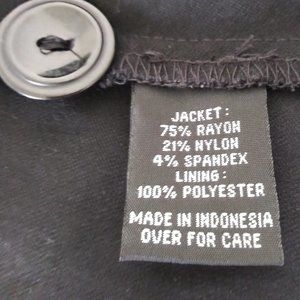 JACKET:
75% RAYON
21% NYLON
4% SPANDEX
LINING:
100% POLYESTER
MADE IN INDONESIA
OVER FOR CARE